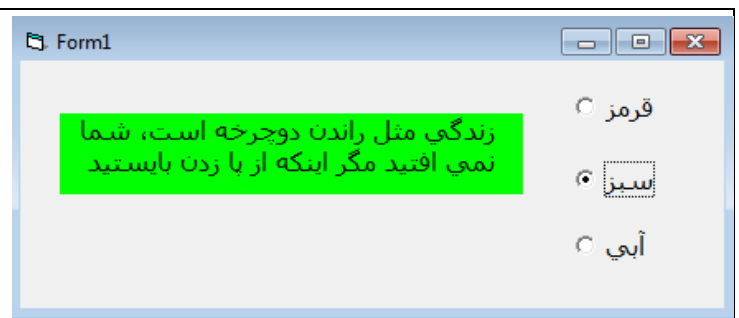 Form1
قرمز
زندگي مثل راندن دوچرخه است، شما
نمي افتيد مگر اينكه از پا زدن بايستيد
سبز
آبي